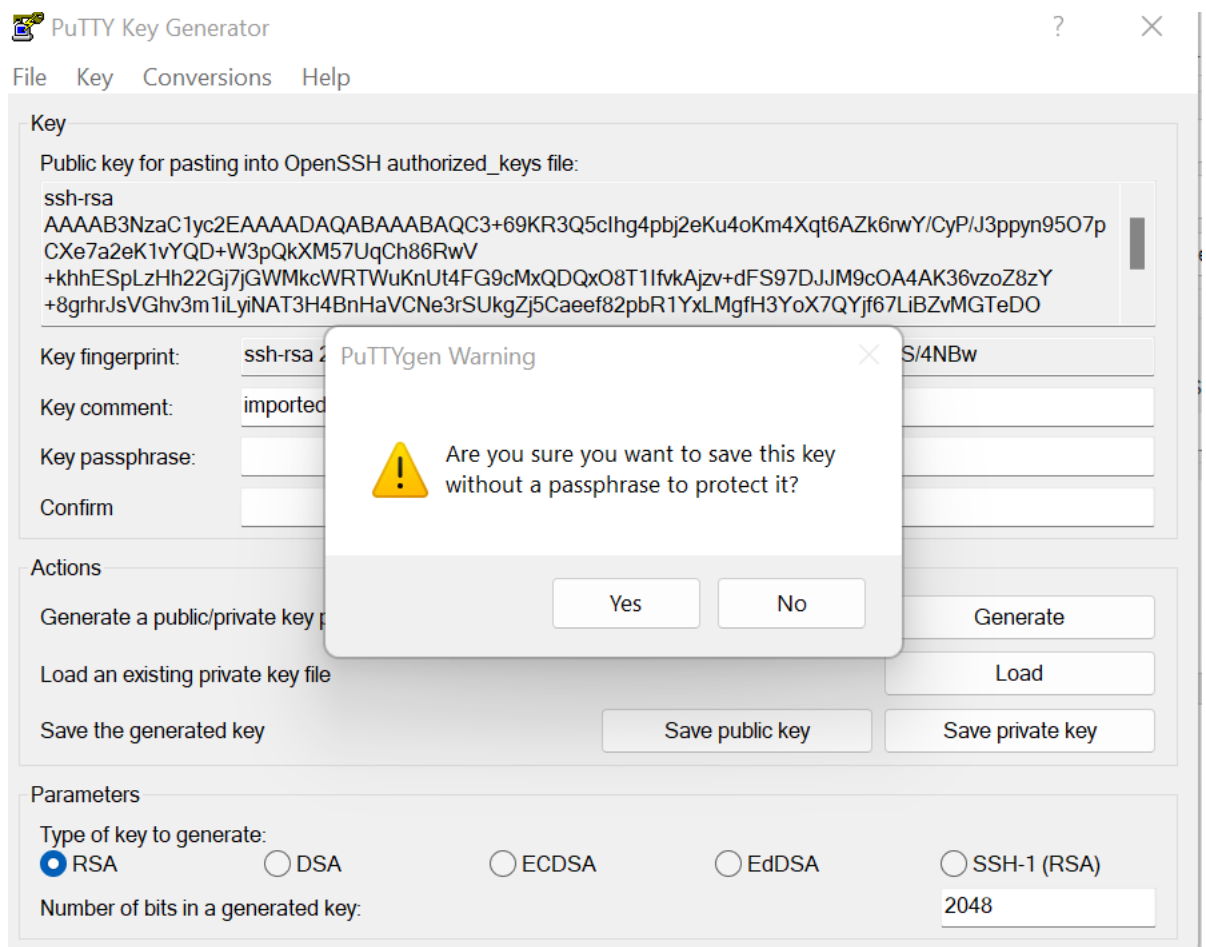 PuTTY Key Generator
File Key Conversions Help
Key
Public key for pasting into OpenSSH authorized_keys file:
ssh-rsa
AAAAB3NzaC1yc2EAAAADAQABAAABAQC3+69KR3Q5cIhg4pbj2eKu4oKm4Xqt6AZk6rwY/CyP/J3ppyn95O7p
CXe7a2eK1vYQD+W3pQkXM57UqCh86RwV
+khhESpLzHh22Gj7jGWMkcWRTWuKnUt4FG9cMxQDQxO8T1IfvkAjzv+dFS97DJJM9cOA4AK36vzoZ8zY
+8grhrJsVGhv3m1iLyiNAT3H4BnHaVCNe3rSUkgZj5Caeef82pbR1YxLMgfH3YoX7QYjf67LiBZvMGTeDO
Key fingerprint: ssh-rsa 2 S/4NBw
Key comment: imported
Key passphrase:
Confirm
PuTTYgen Warning
Are you sure you want to save this key
without a passphrase to protect it?
Yes No
Actions
Generate a public/private key p Generate
Load an existing private key file Load
Save the generated key Save public key Save private key
Parameters
Type of key to generate:
RSA DSA ECDSA EdDSA SSH-1 (RSA)
Number of bits in a generated key: 2048